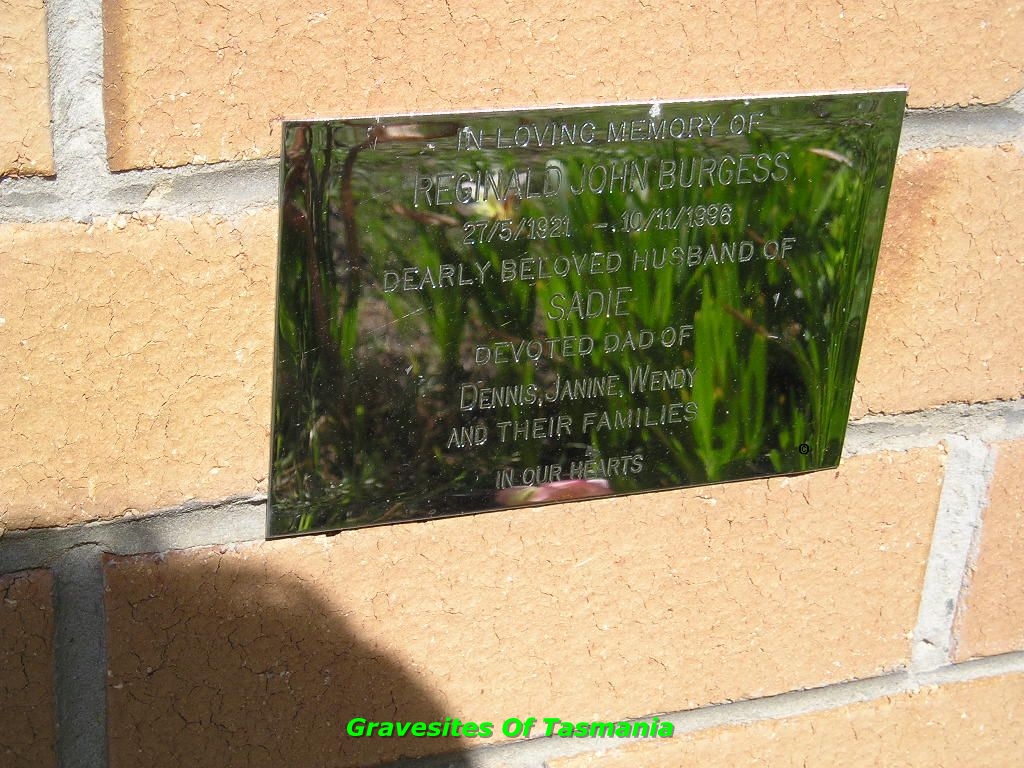 IN LOVING MEMORY OF
REGINALD JOHN BURGESS
27/5/1921 - 10/11/1996
DEARLY BELOVED HUSBAND OF
SADIE
DEVOTED DAD OF
DENNIS, JANINE, WENDY
AND THEIR FAMILIES
IN OUR HEARTS
©
Gravesites Of Tasmania